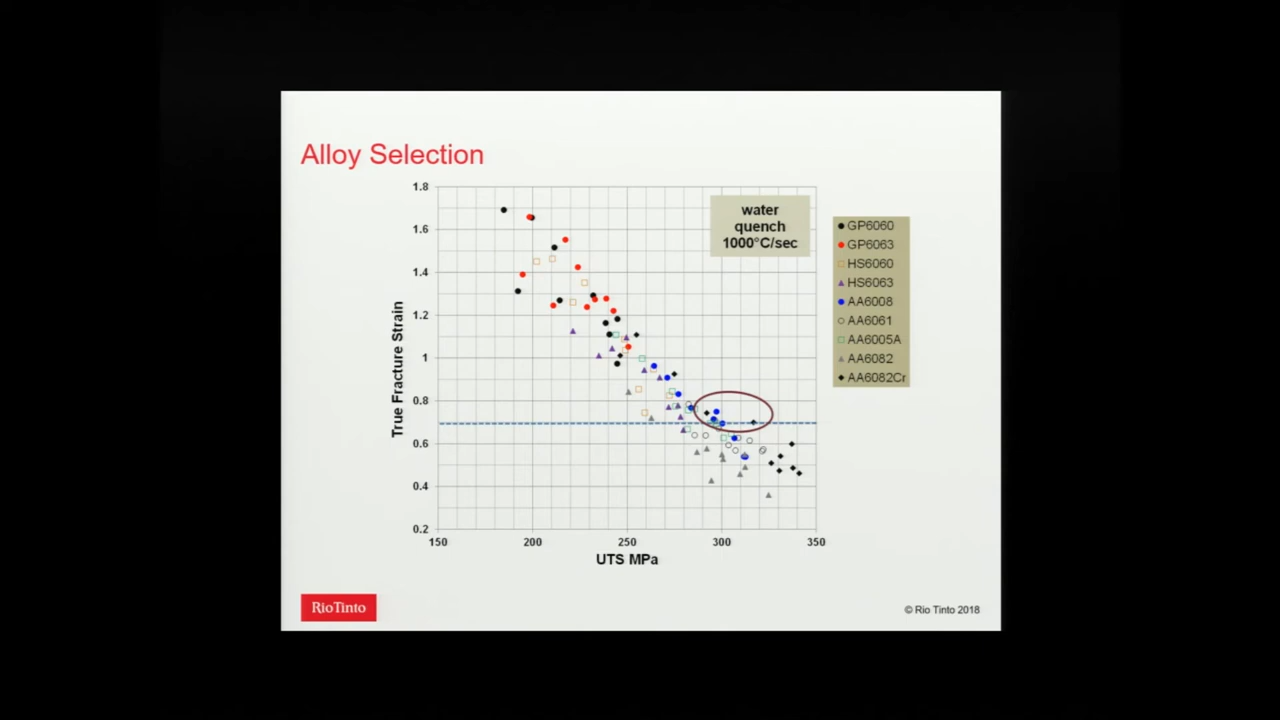 Alloy Selection
1.8
1.6
1.4
1.2
1
0.8
0.6
0.4
0.2
True Fracture Strain
150
200
250
300
350
UTS MPa
water
quench
1000°C/sec
GP6060
GP6063
HS6060
HS6063
AA6008
AA6061
AA6005A
AA6082
AA6082Cr
RioTinto
© Rio Tinto 2018